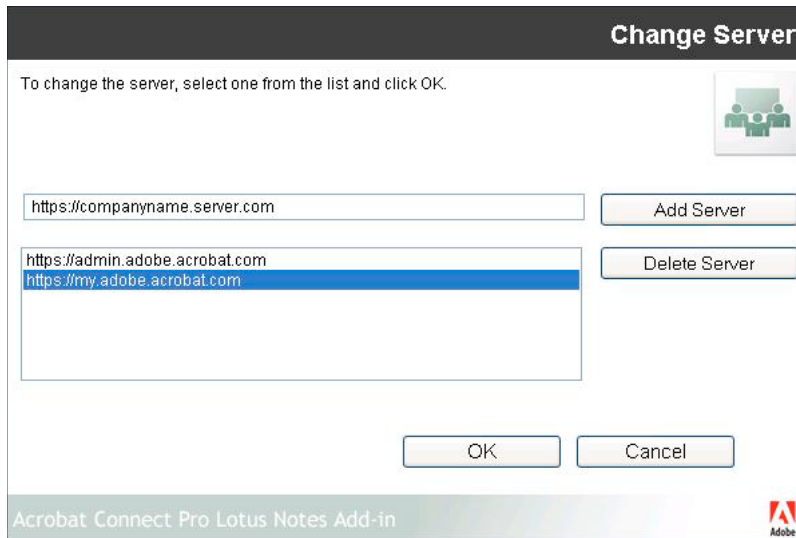 Change Server
To change the server, select one from the list and click OK.
https://companyname.server.com
Add Server
https://admin.adobe.acrobat.com
https://my.adobe.acrobat.com
Delete Server
OK
Cancel
Acrobat Connect Pro Lotus Notes Add-in
Adobe